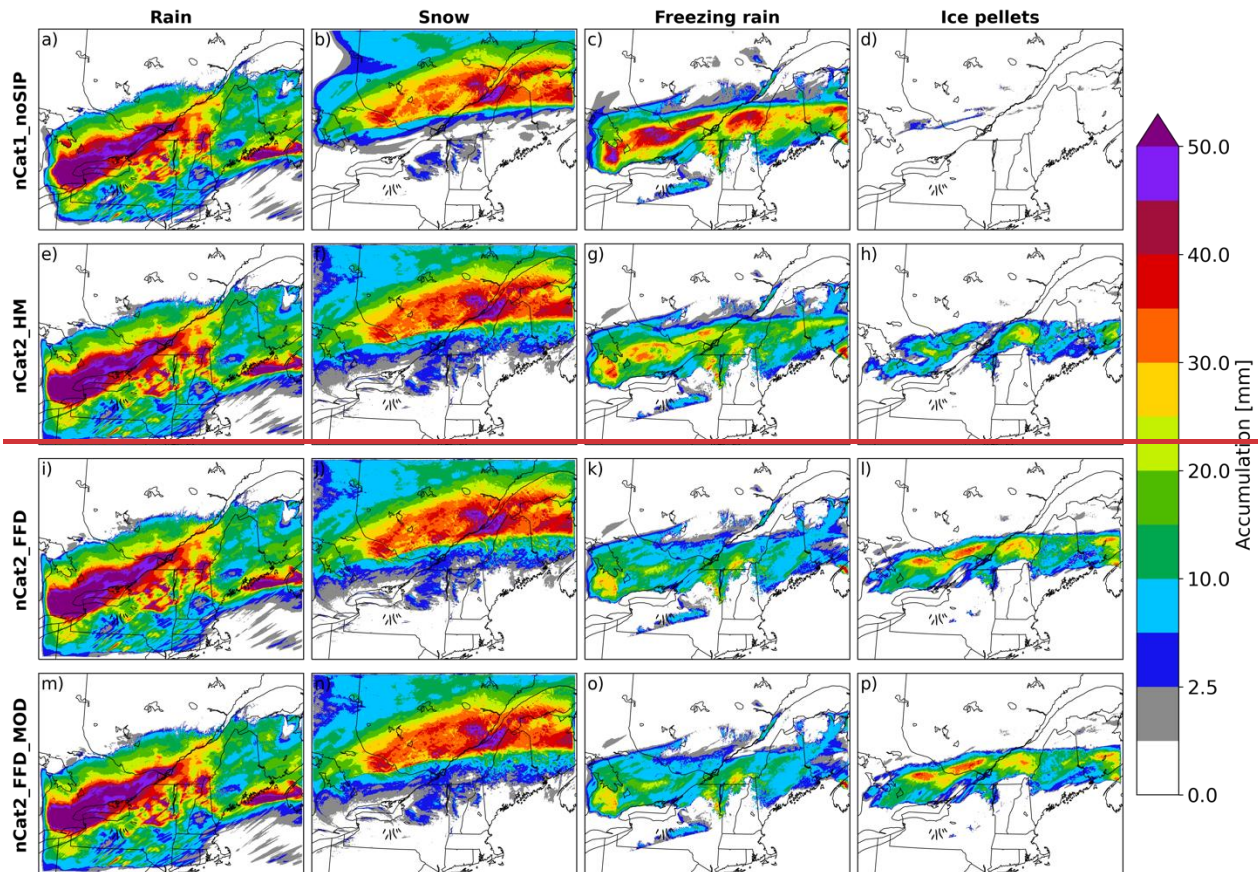 Rain Snow Freezing rain Ice pellets
nCat1_noSIP
a) b) c) d)
nCat2_HM
e) g) h)
nCat2_FFD
i) k) l)
nCat2_FFD_MOD
m) n) o) p)
50.0
40.0
30.0
20.0
10.0
2.5
0.0
Accumulation [mm]